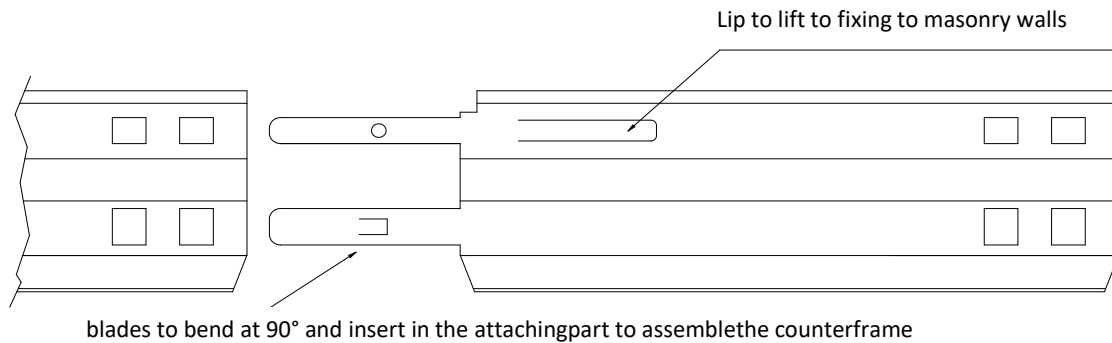 Lip to lift to fixing to masonry walls
blades to bend at 90° and insert in the attachingpart to assemblethe counterframe